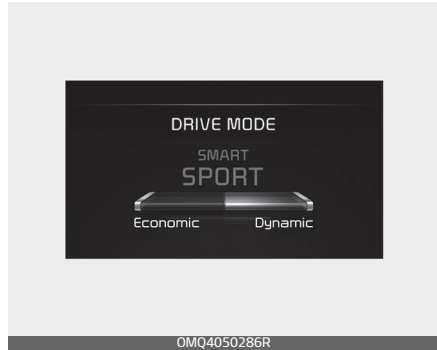 DRIVE MODE
SMART
SPORT
Economic Dynamic
OMQ4050286R